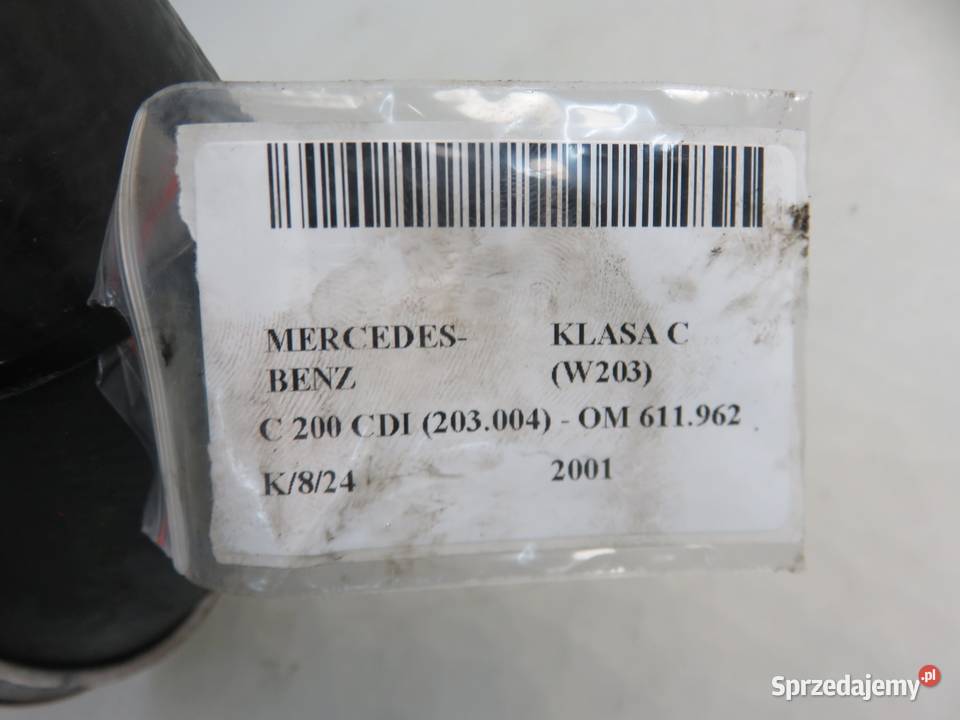 MERCEDES- KLASA C
BENZ (W203)
C 200 CDI (203.004) - OM 611.962
K/8/24 2001
Sprzedajemy.pl